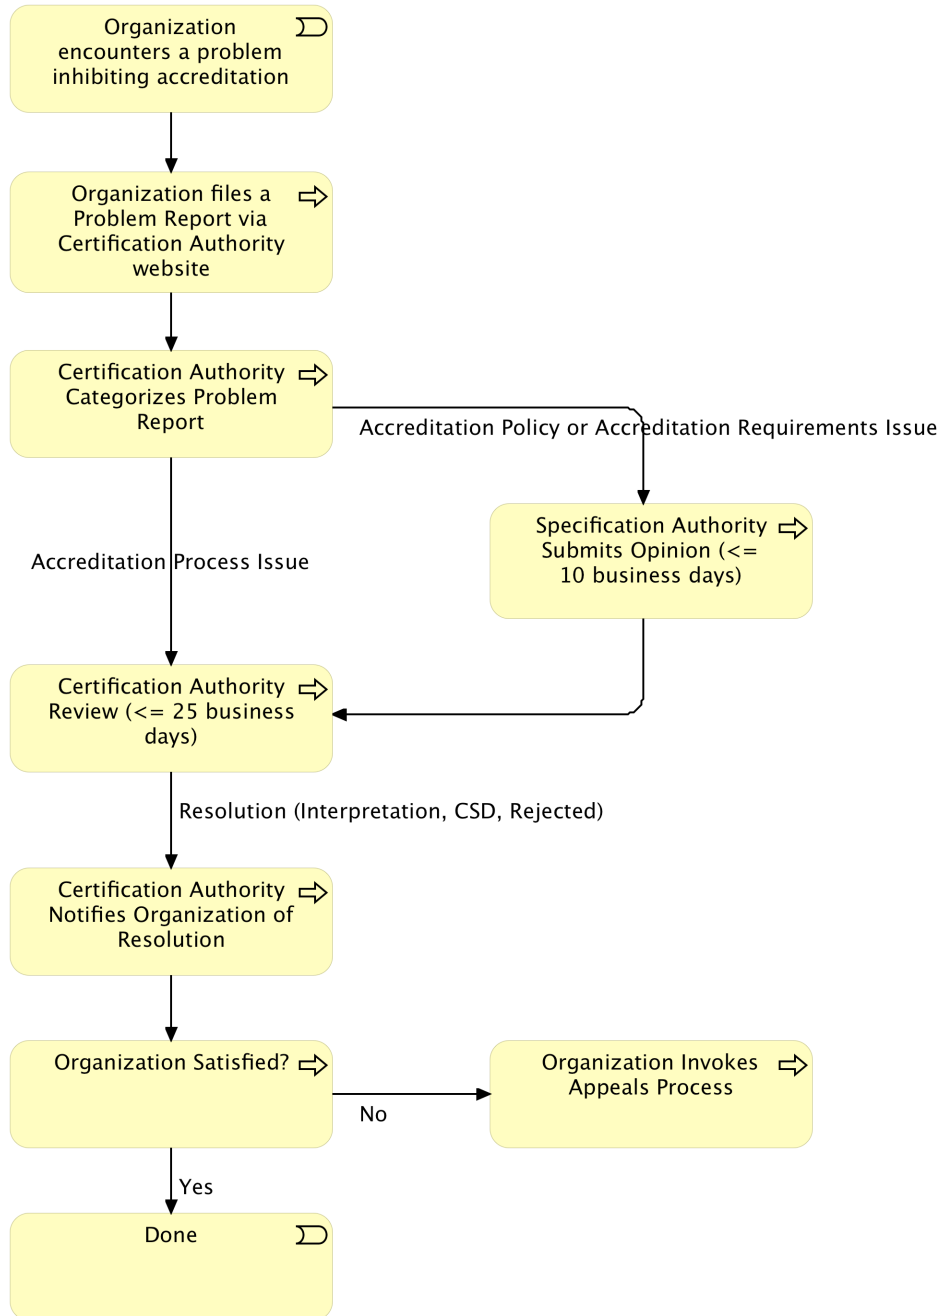 Organization
encounters a problem
inhibiting accreditation
Organization files a
Problem Report via
Certification Authority
website
Certification Authority
Categorizes Problem
Report
Accreditation Policy or Accreditation Requirements Issue
Specification Authority
Submits Opinion (<=
10 business days)
Accreditation Process Issue
Certification Authority
Review (<= 25 business
days)
Resolution (Interpretation, CSD, Rejected)
Certification Authority
Notifies Organization of
Resolution
Organization Satisfied?
No
Organization Invokes
Appeals Process
Yes
Done